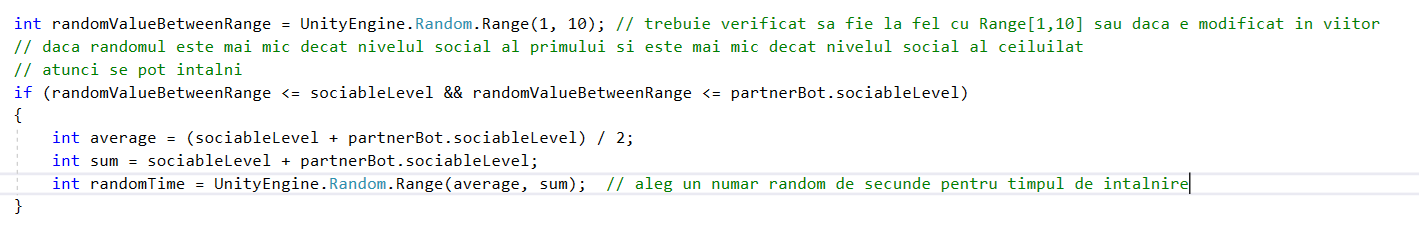 int randomValueBetweenRange = UnityEngine.Random.Range(1, 10); // trebuie verificat sa fie la fel cu Range[1,10] sau daca e modificat in viitor
// daca randomul este mai mic decat nivelul social al primului si este mai mic decat nivelul social al ceiluilat
// atunci se pot intalni
if (randomValueBetweenRange <= sociableLevel && randomValueBetweenRange <= partnerBot.sociableLevel)
{
    int average = (sociableLevel + partnerBot.sociableLevel) / 2;
    int sum = sociableLevel + partnerBot.sociableLevel;
    int randomTime = UnityEngine.Random.Range(average, sum);  // aleg un numar random de secunde pentru timpul de intalnire
}